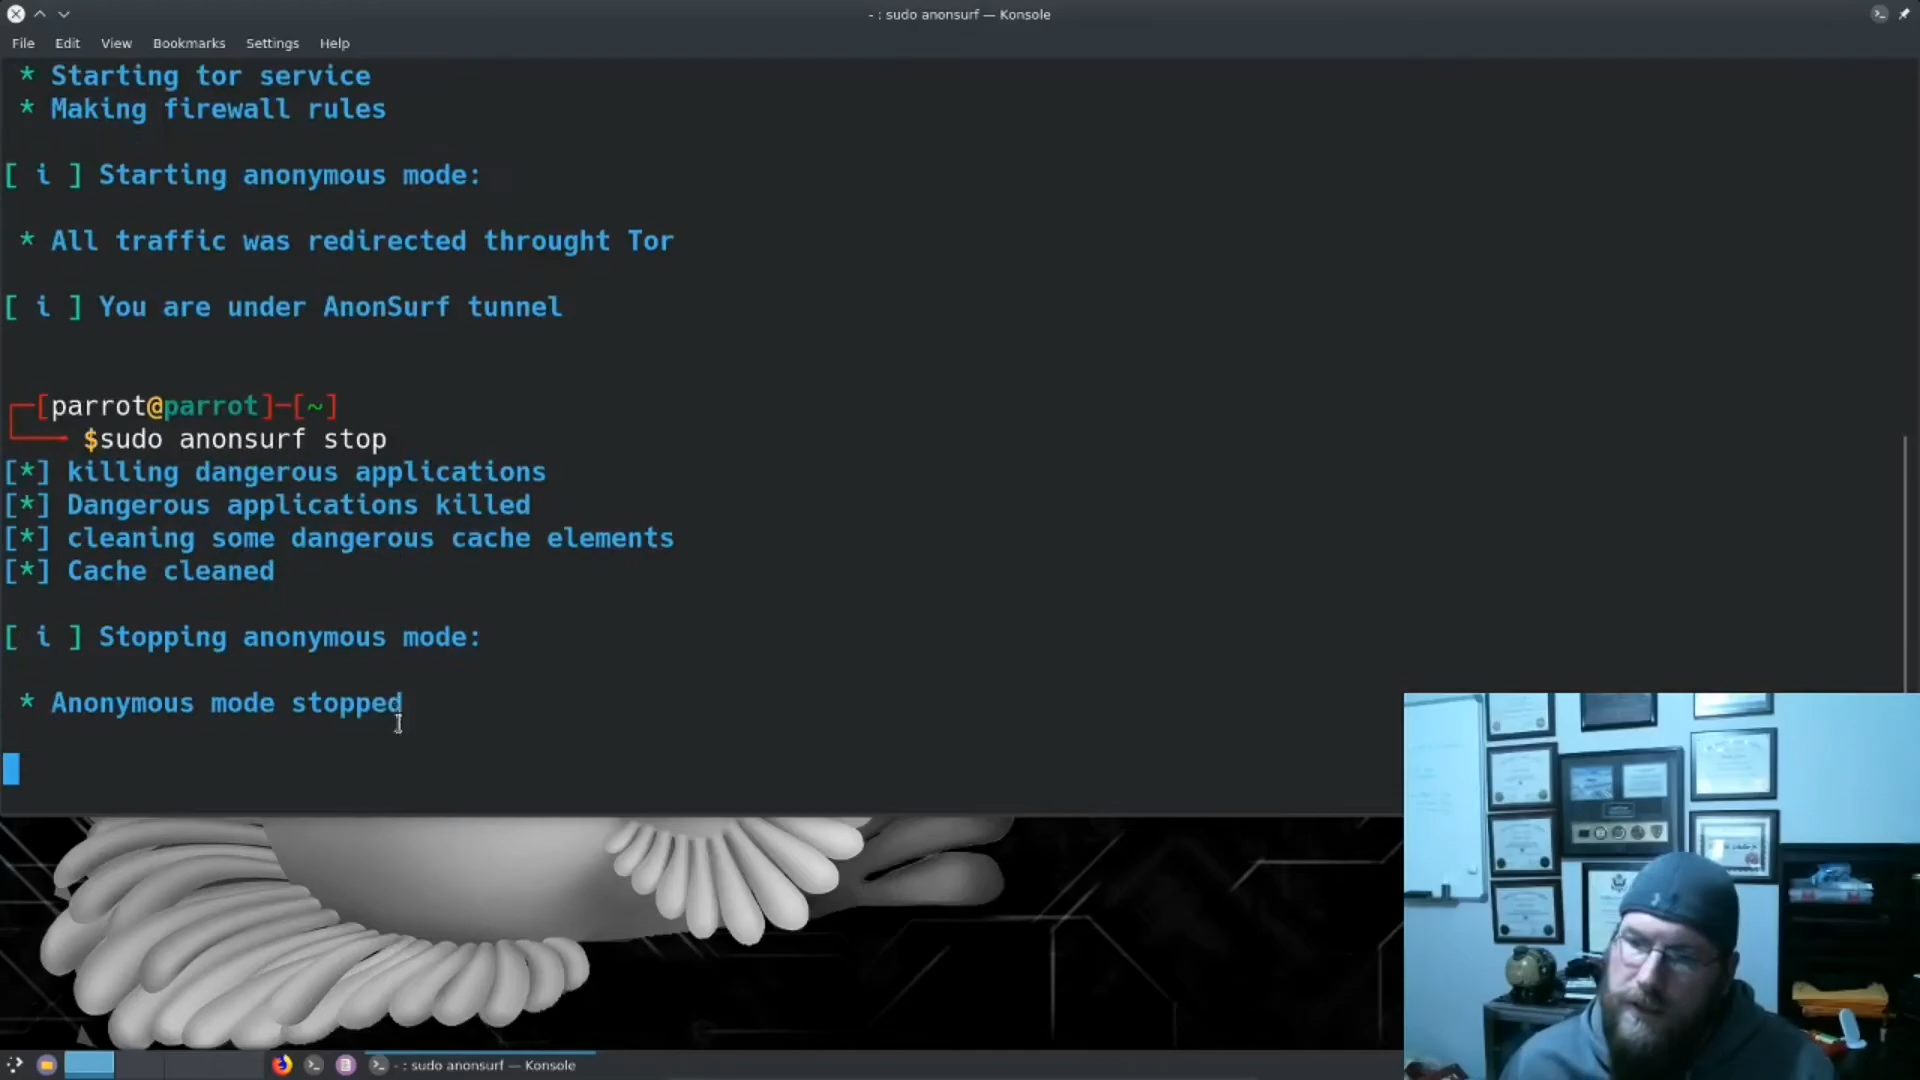 - : sudo anonsurf — Konsole
File Edit View Bookmarks Settings Help
* Starting tor service
* Making firewall rules
[ i ] Starting anonymous mode:
* All traffic was redirected throught Tor
[ i ] You are under AnonSurf tunnel
[parrot@parrot]-[~]
$sudo anonsurf stop
[*] killing dangerous applications
[*] Dangerous applications killed
[*] cleaning some dangerous cache elements
[*] Cache cleaned
[ i ] Stopping anonymous mode:
* Anonymous mode stopped
- : sudo anonsurf — Konsole